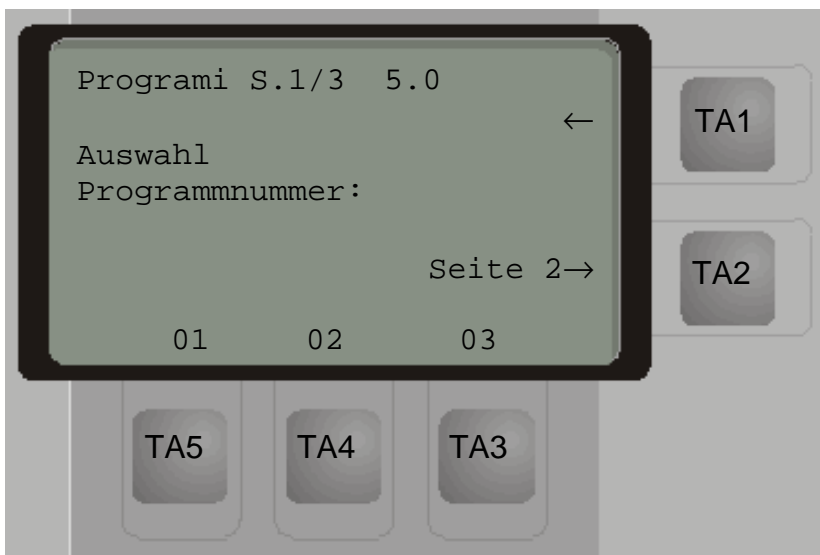 Programi S.1/3 5.0
←
TA1
Auswahl
Programmnummer:
Seite 2→
TA2
01 02 03
TA5 TA4 TA3